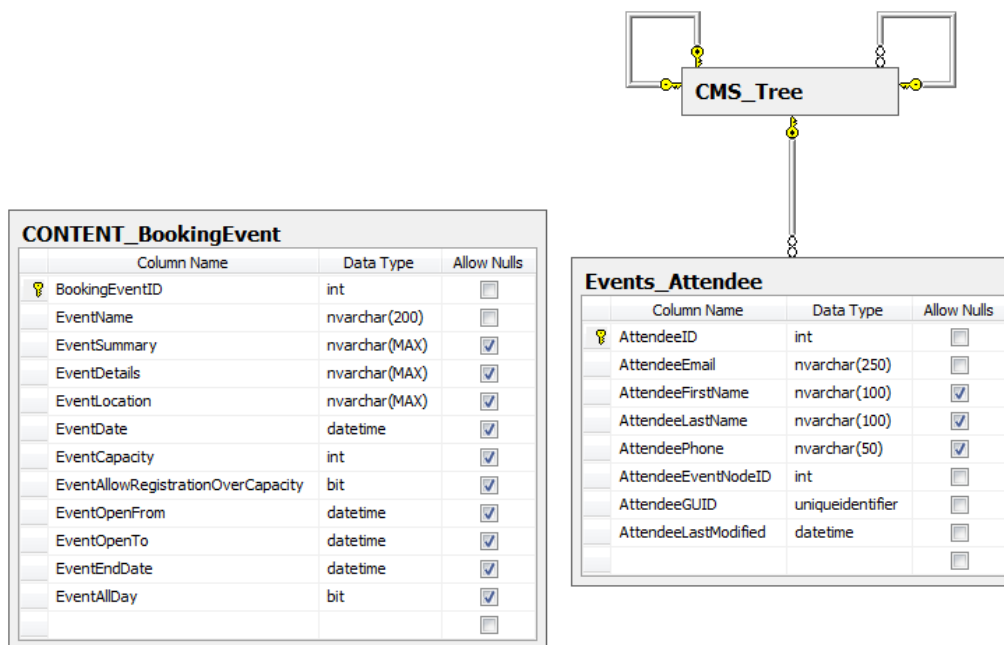 CMS_Tree
CONTENT_BookingEvent
Column Name Data Type Allow Nulls
BookingEventID int
EventName nvarchar(200)
EventSummary nvarchar(MAX)
EventDetails nvarchar(MAX)
EventLocation nvarchar(MAX)
EventDate datetime
EventCapacity int
EventAllowRegistrationOverCapacity bit
EventOpenFrom datetime
EventOpenTo datetime
EventEndDate datetime
EventAllDay bit
Events_Attendee
Column Name Data Type Allow Nulls
AttendeeID int
AttendeeEmail nvarchar(250)
AttendeeFirstName nvarchar(100)
AttendeeLastName nvarchar(100)
AttendeePhone nvarchar(50)
AttendeeEventNodeID int
AttendeeGUID uniqueidentifier
AttendeeLastModified datetime